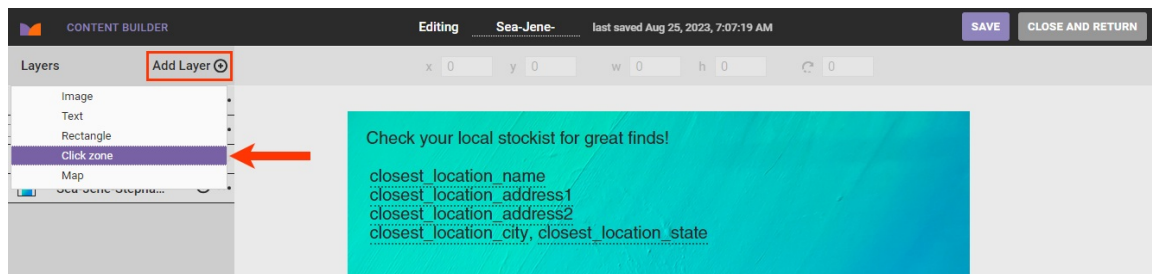 CONTENT BUILDER Editing Sea-Jene- last saved Aug 25, 2023, 7:07:19 AM SAVE CLOSE AND RETURN
Layers Add Layer x 0 y 0 w 0 h 0 0
Image
Text
Rectangle
Click zone
Map
Check your local stockist for great finds!
closest_location_name
closest_location_address1
closest_location_address2
closest_location_city, closest_location_state